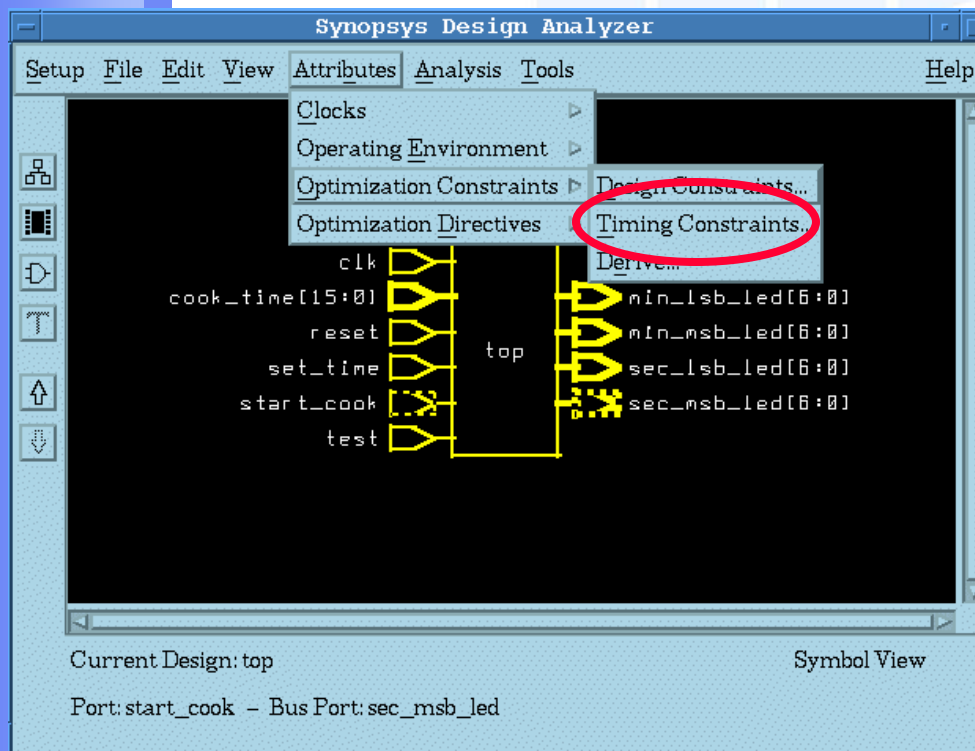 Synopsys Design Analyzer
Setup File Edit View Attributes Analysis Tools Help
Clocks
Operating Environment
Optimization Constraints Design Constraints...
Optimization Directives Timing Constraints...
Derive...
clk
cook_time[15:0] min_lsb_led[6:0]
reset min_msb_led[6:0]
top
set_time sec_lsb_led[6:0]
start_cook sec_msb_led[6:0]
test
Current Design: top Symbol View
Port: start_cook – Bus Port: sec_msb_led